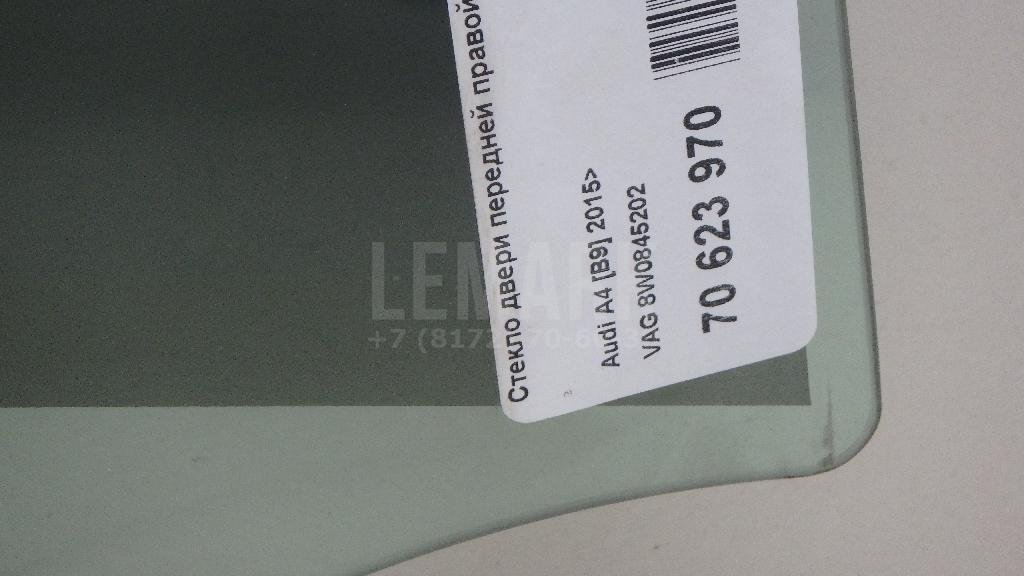 Стекло двери передней правой
Audi A4 [B9] 2015>
VAG 8W0845202
70 623 970